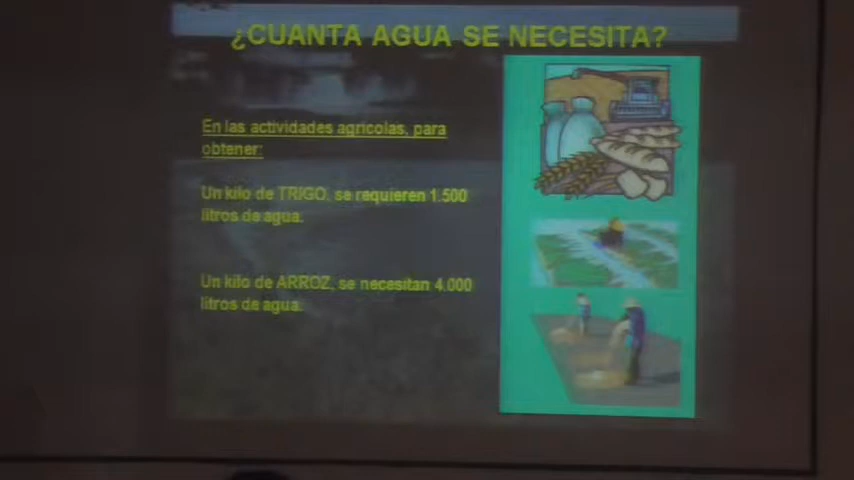 ¿CUANTA AGUA SE NECESITA?
En las actividades agricolas, para
obtener:
Un kilo de TRIGO, se requieren 1.500
litros de agua.
Un kilo de ARROZ, se necesitan 4.000
litros de agua.